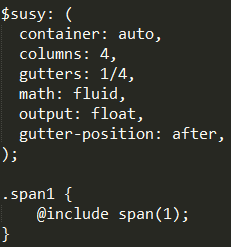 $susy: (
  container: auto,
  columns: 4,
  gutters: 1/4,
  math: fluid,
  output: float,
  gutter-position: after,
);

.span1 {
    @include span(1);
}